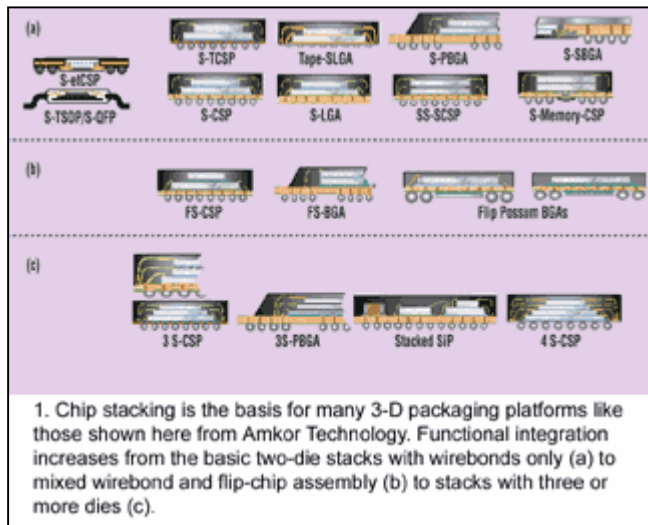 (a)
S-etCSP
S-TSOP/S-QFP
S-TCSP Tape-SLGA S-PBGA S-SBGA
S-CSP S-LGA SS-SCSP S-Memory-CSP
(b)
FS-CSP FS-BGA Flip Possum BGAs
(c)
3 S-CSP 3S-PBGA Stacked SiP 4 S-CSP
1. Chip stacking is the basis for many 3-D packaging platforms like
those shown here from Amkor Technology. Functional integration
increases from the basic two-die stacks with wirebonds only (a) to
mixed wirebond and flip-chip assembly (b) to stacks with three or
more dies (c).